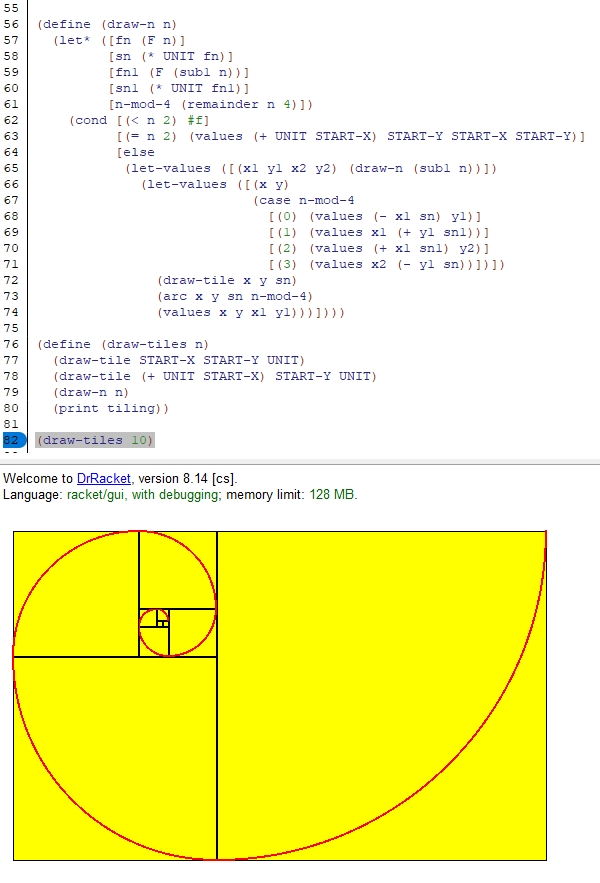 55
56 (define (draw-n n)
57   (let* ([fn (F n)]
58          [sn (* UNIT fn)]
59          [fn1 (F (sub1 n))]
60          [sn1 (* UNIT fn1)]
61          [n-mod-4 (remainder n 4)])
62     (cond [(< n 2) #f]
63           [(= n 2) (values (+ UNIT START-X) START-Y START-X START-Y)]
64           [else
65            (let-values ([(x1 y1 x2 y2) (draw-n (sub1 n))])
66              (let-values ([(x y)
67                            (case n-mod-4
68                              [(0) (values (- x1 sn) y1)]
69                              [(1) (values x1 (+ y1 sn1))]
70                              [(2) (values (+ x1 sn1) y2)]
71                              [(3) (values x2 (- y1 sn))])])
72                (draw-tile x y sn)
73                (arc x y sn n-mod-4)
74                (values x y x1 y1)))])))
75
76 (define (draw-tiles n)
77   (draw-tile START-X START-Y UNIT)
78   (draw-tile (+ UNIT START-X) START-Y UNIT)
79   (draw-n n)
80   (print tiling))
81
82 (draw-tiles 10)
Welcome to DrRacket, version 8.14 [cs].
Language: racket/gui, with debugging; memory limit: 128 MB.